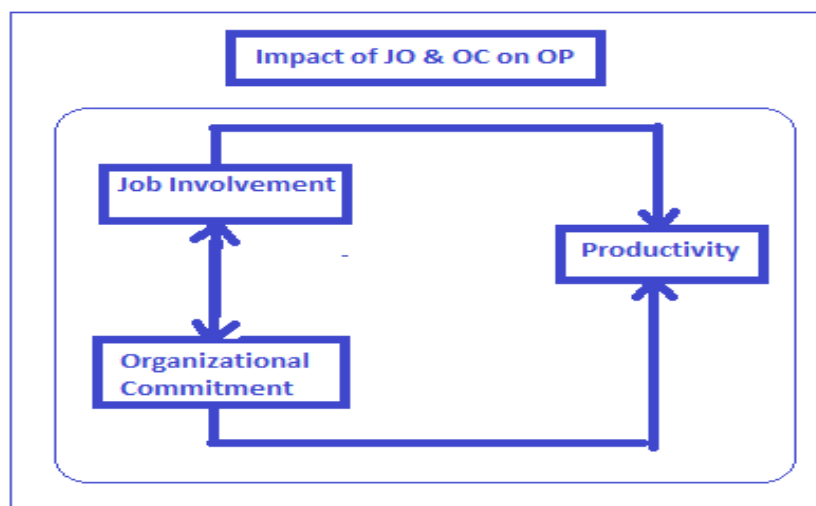 Impact of JO & OC on OP
Job Involvement
Productivity
Organizational
Commitment